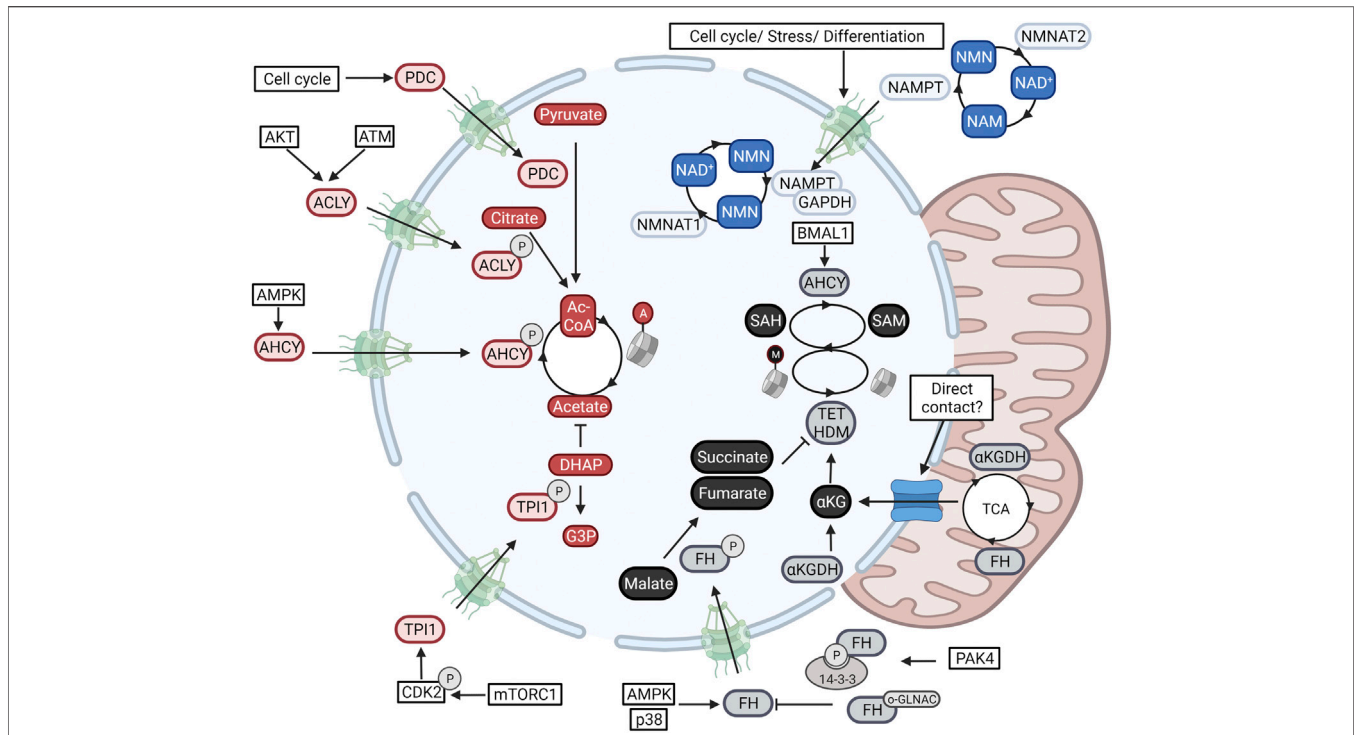 Cell cycle/ Stress/ Differentiation
NMNAT2
NMN
NAD+
NAMPT
NAM
Cell cycle
PDC
Pyruvate
AKT
ATM
PDC
NMN
NAD+
NAMPT
GAPDH
NMN
NMNAT1
ACLY
Citrate
P
ACLY
BMAL1
AHCY
AMPK
AHCY
Ac-
CoA
A
P
AHCY
SAH
SAM
M
Acetate
Direct
contact?
TET
HDM
DHAP
P
TPI1
G3P
Succinate
Fumarate
αKG
αKGDH
TCA
FH
P
FH
Malate
αKGDH
TPI1
P
CDK2
mTORC1
FH
P
14-3-3
PAK4
AMPK
p38
FH
o-GLNAC
FH